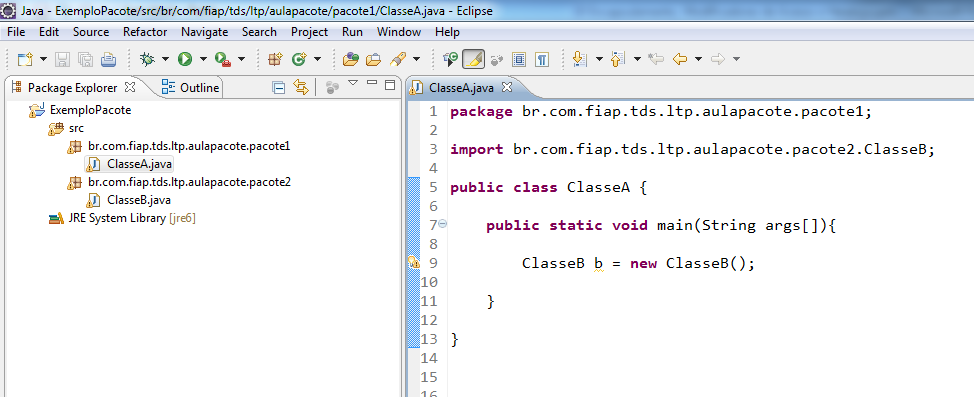 Java - ExemploPacote/src/br/com/fiap/tds/ltp/aulapacote/pacote1/ClasseA.java - Eclipse
File Edit Source Refactor Navigate Search Project Run Window Help
Package Explorer Outline
ExemploPacote
src
br.com.fiap.tds.ltp.aulapacote.pacote1
ClasseA.java
br.com.fiap.tds.ltp.aulapacote.pacote2
ClasseB.java
JRE System Library [jre6]
ClasseA.java
1 package br.com.fiap.tds.ltp.aulapacote.pacote1;
2
3 import br.com.fiap.tds.ltp.aulapacote.pacote2.ClasseB;
4
5 public class ClasseA {
6
7 public static void main(String args[]){
8
9 ClasseB b = new ClasseB();
10
11 }
12
13 }
14
15
16